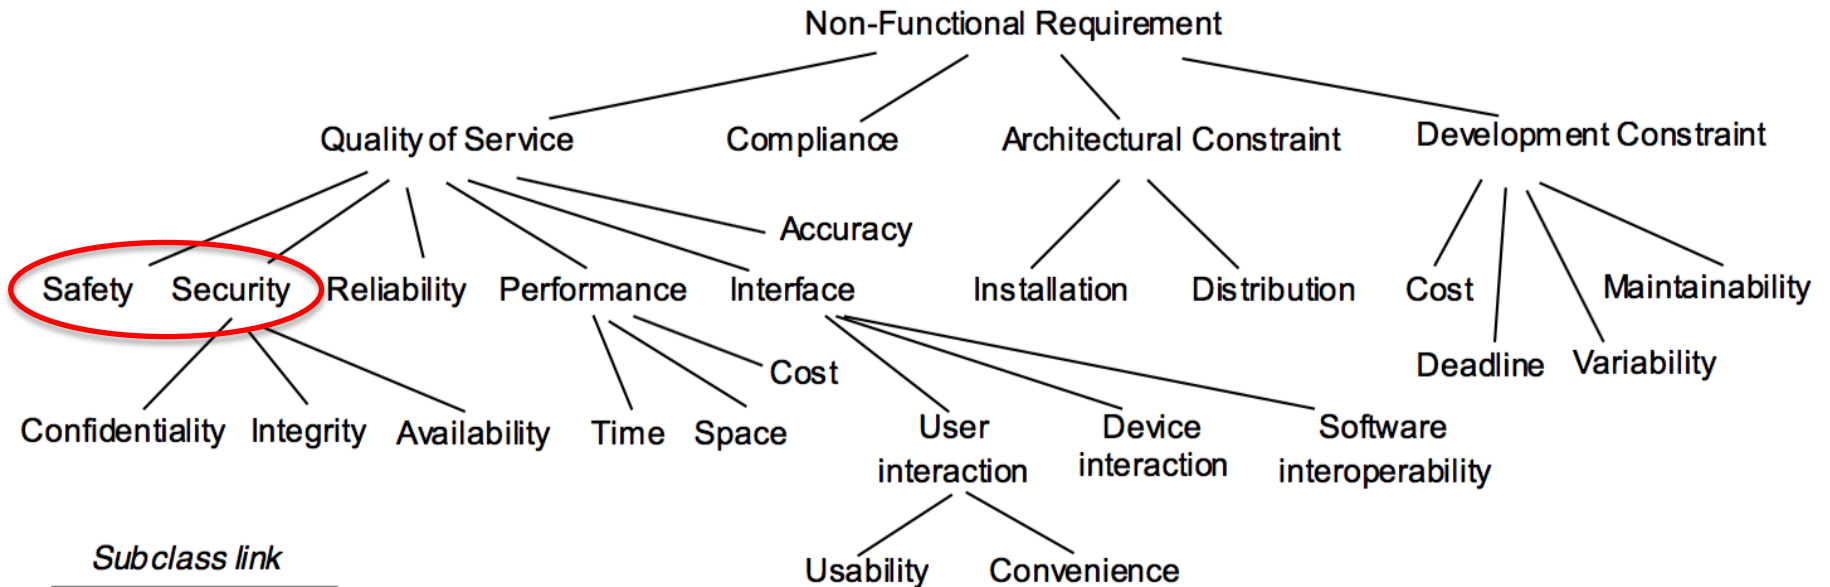 Non-Functional Requirement
Quality of Service
Compliance
Architectural Constraint
Development Constraint
Accuracy
Safety
Security
Reliability
Performance
Interface
Installation
Distribution
Cost
Maintainability
Cost
Deadline
Variability
Confidentiality
Integrity
Availability
Time
Space
User
interaction
Device
interaction
Software
interoperability
Subclass link
Usability
Convenience